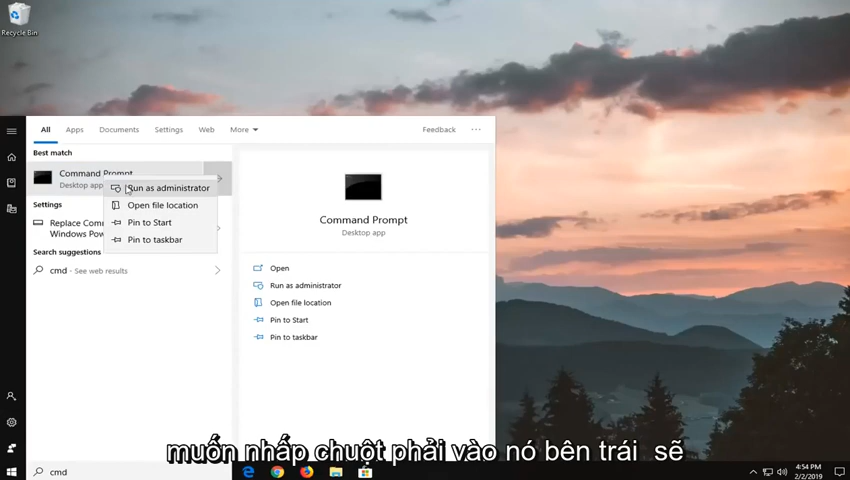 Recycle Bin
All Apps Documents Settings Web More Feedback ...
Best match
Command Prompt
Desktop app
Run as administrator
Open file location
Pin to Start
Pin to taskbar
Settings
Replace Com
Windows Pow
Search suggestions
cmd - See web results
Command Prompt
Desktop app
Open
Run as administrator
Open file location
Pin to Start
Pin to taskbar
muốn nhấp chuột phải vào nó bên trái sẽ
cmd
4:54 PM
2/2/2019